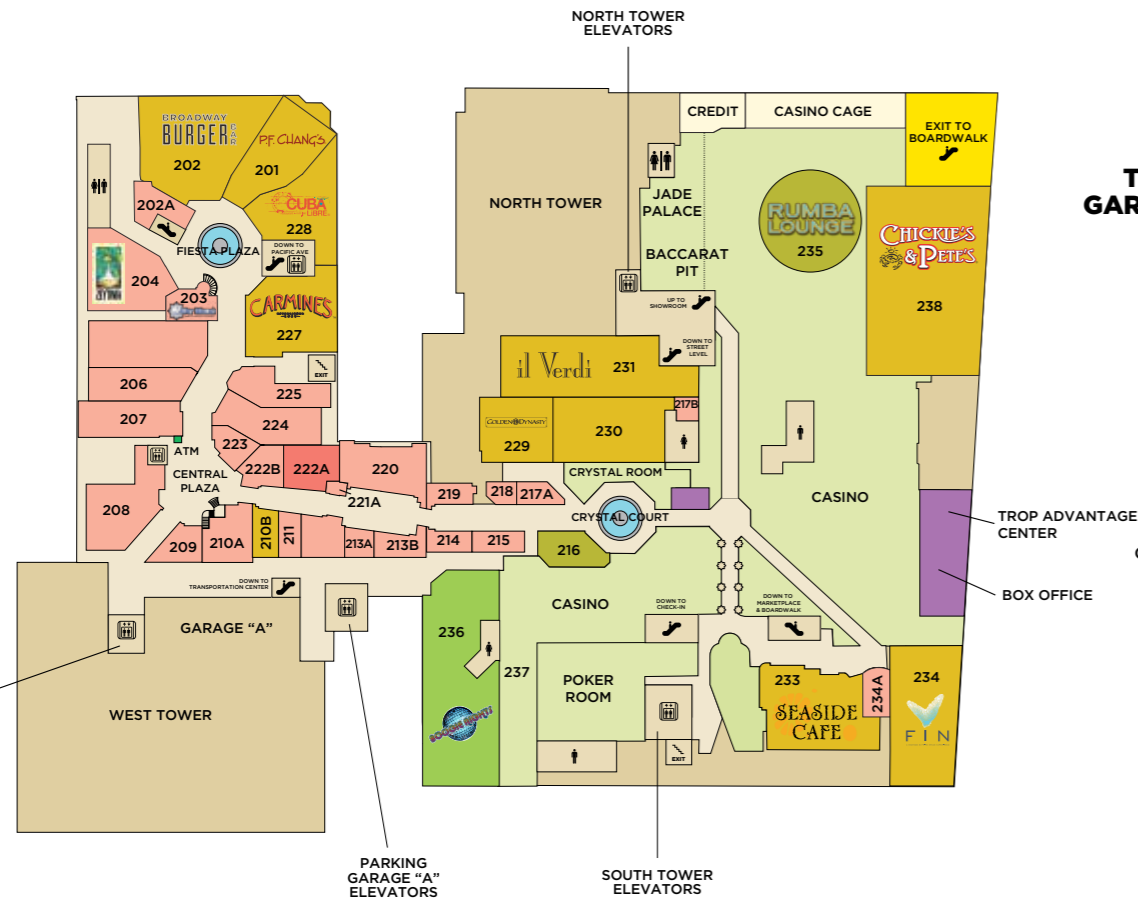 NORTH TOWER
ELEVATORS
CREDIT
CASINO CAGE
EXIT TO
BOARDWALK
BROADWAY
BURGER
BAR
202
P.F. CHANG'S
201
CUBA
LIBRE
228
202A
FIESTA PLAZA
DOWN TO
PACIFIC AVE
204
203
CARMINE'S
227
EXIT
NORTH TOWER
JADE
PALACE
BACCARAT
PIT
RUMBA
LOUNGE
235
CHICKIE'S
& PETE'S
238
T
GAR
UP TO
SHOWROOM
DOWN TO
STREET
LEVEL
il Verdi
231
206
207
225
224
223
222B
222A
220
221A
ATM
CENTRAL
PLAZA
208
209
210A
210B
211
213A
213B
214
215
219
218
217A
GOLDEN DYNASTY
229
230
217B
CRYSTAL ROOM
CRYSTAL COURT
216
CASINO
TROP ADVANTAGE
CENTER
BOX OFFICE
DOWN TO
TRANSPORTATION CENTER
GARAGE “A”
WEST TOWER
236
BOOGIE NIGHTS
237
CASINO
DOWN TO
CHECK-IN
DOWN TO
MARKETPLACE
& BOARDWALK
POKER
ROOM
EXIT
233
SEASIDE
CAFE
234A
234
FIN
PARKING
GARAGE “A”
ELEVATORS
SOUTH TOWER
ELEVATORS